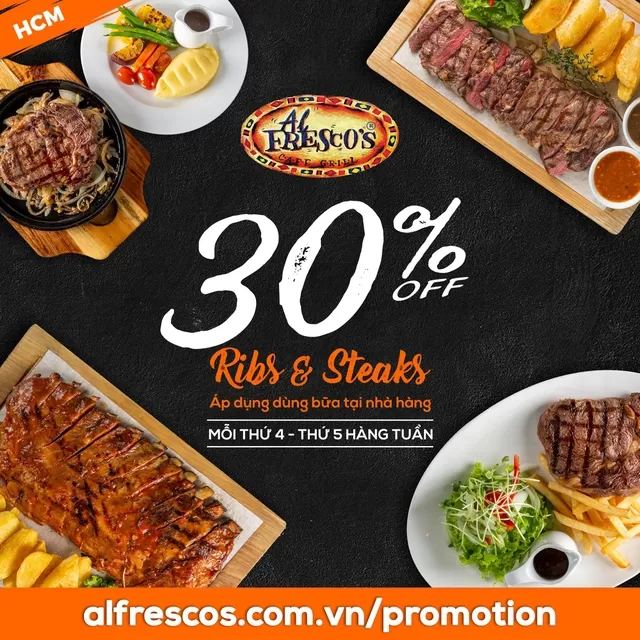 HCM
Al
FRESCO'S®
CAFE GRILL
30%
OFF
Ribs & Steaks
Áp dụng dùng bữa tại nhà hàng
MỖI THỨ 4 - THỨ 5 HÀNG TUẦN
alfrescos.com.vn/promotion